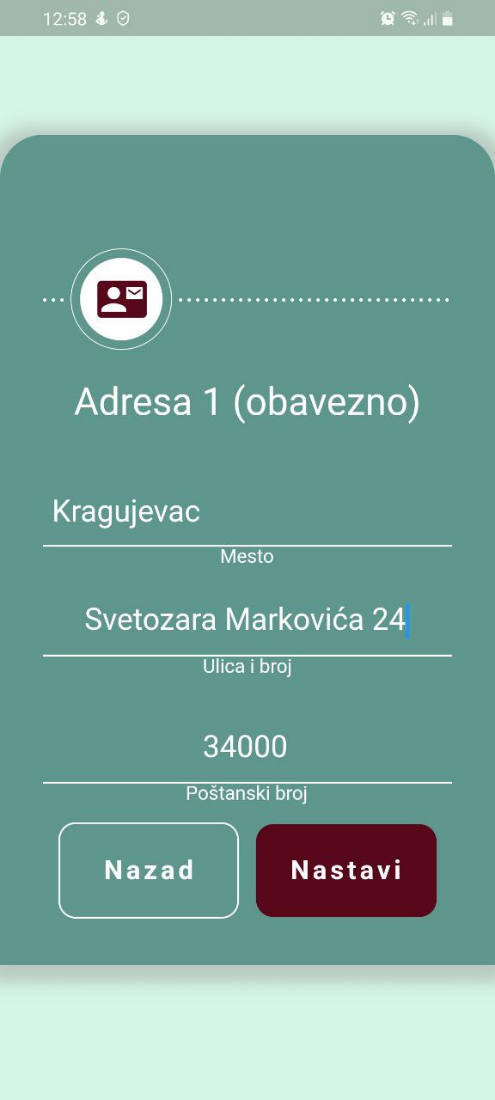 12:58
Adresa 1 (obavezno)
Kragujevac
Mesto
Svetozara Markovića 24
Ulica i broj
34000
Poštanski broj
Nazad Nastavi